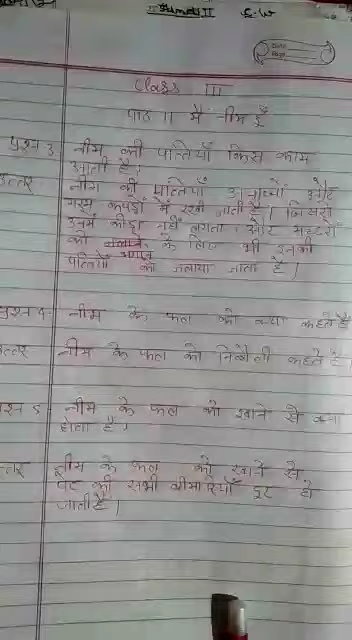 C.W
Date
Page
Class III
पाठ 11 मैं नीम हूँ
प्रश्न 3 नीम की पत्तियाँ किस काम
आती है।
उत्तर नीम की पत्तियाँ अनाजों और
गरम कपड़ों में रखी जाती है। जिससे
उनमें कीड़ा नहीं लगता। और मच्छरों
को भगाने के लिए भी इनकी
पत्तियों को जलाया जाता है।
प्रश्न 4- नीम के फल को क्या कहते है
उत्तर नीम के फल को निबोली कहते है।
प्रश्न 5 - नीम के फल को खाने से क्या
होता है।
उत्तर नीम के फल को खाने से
पेट की सभी बीमारियाँ दूर हो
जाती है।